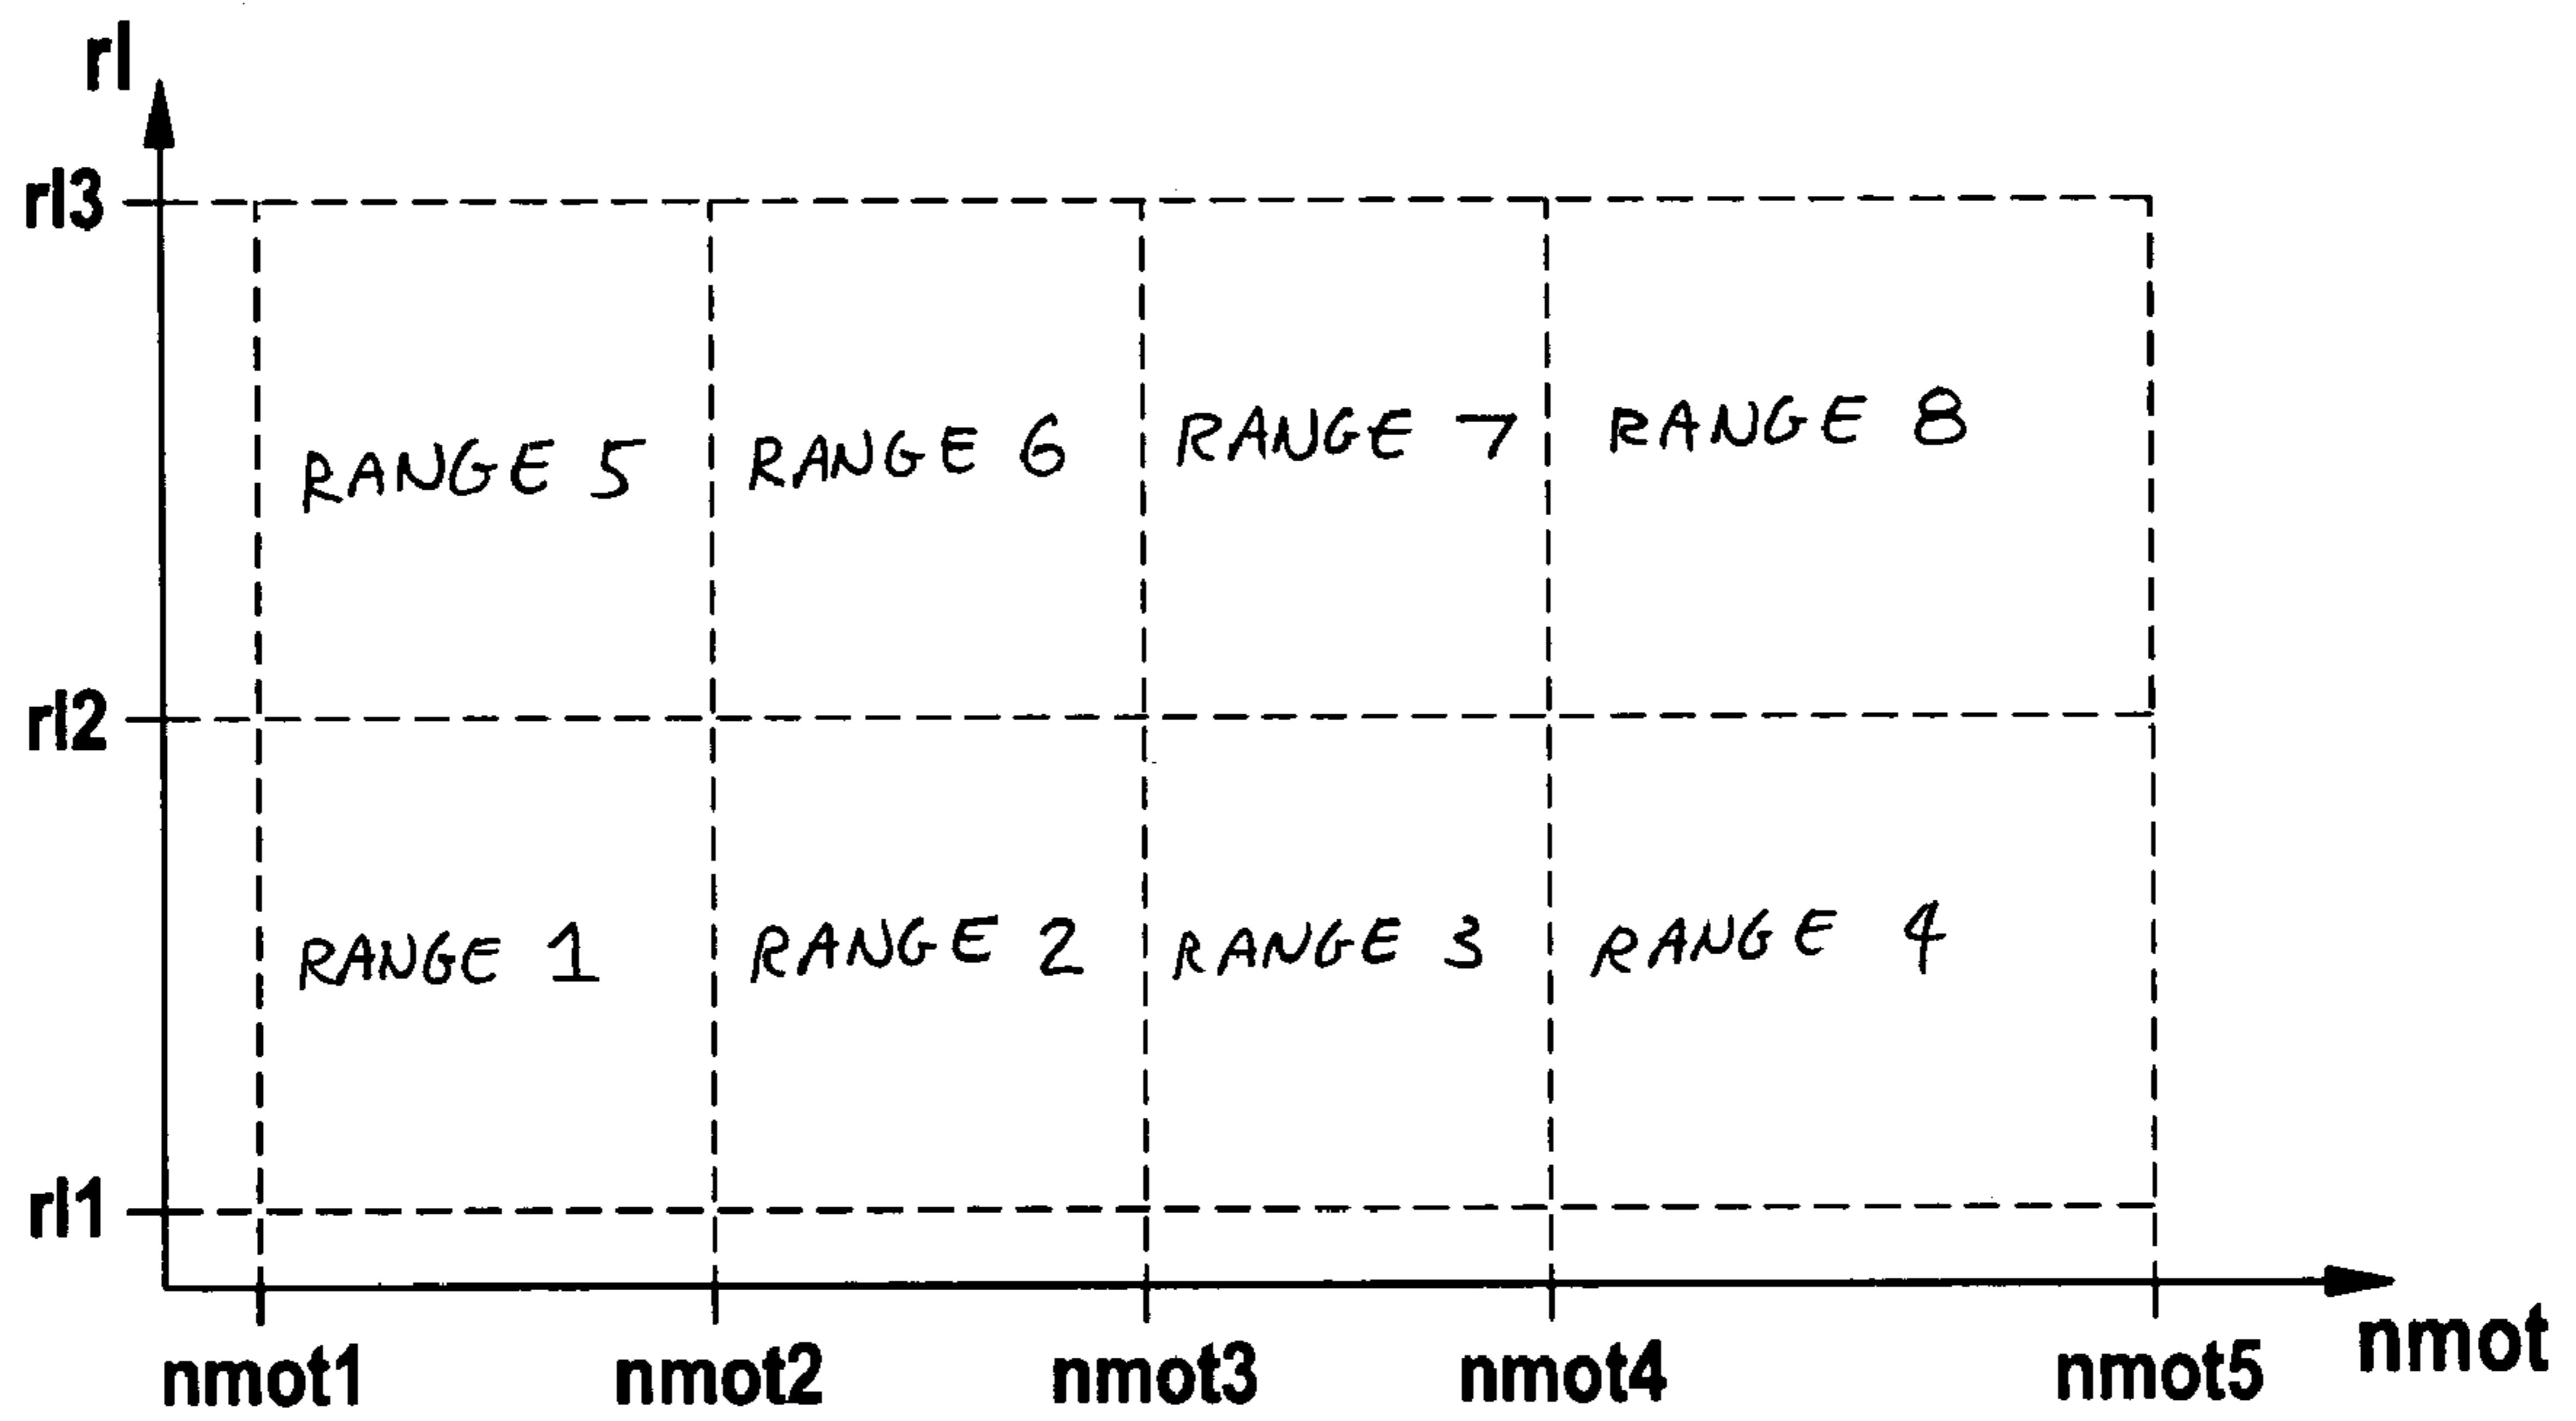 rl
rl3
RANGE 5 RANGE 6 RANGE 7 RANGE 8
rl2
RANGE 1 RANGE 2 RANGE 3 RANGE 4
rl1
nmot
nmot1 nmot2 nmot3 nmot4 nmot5